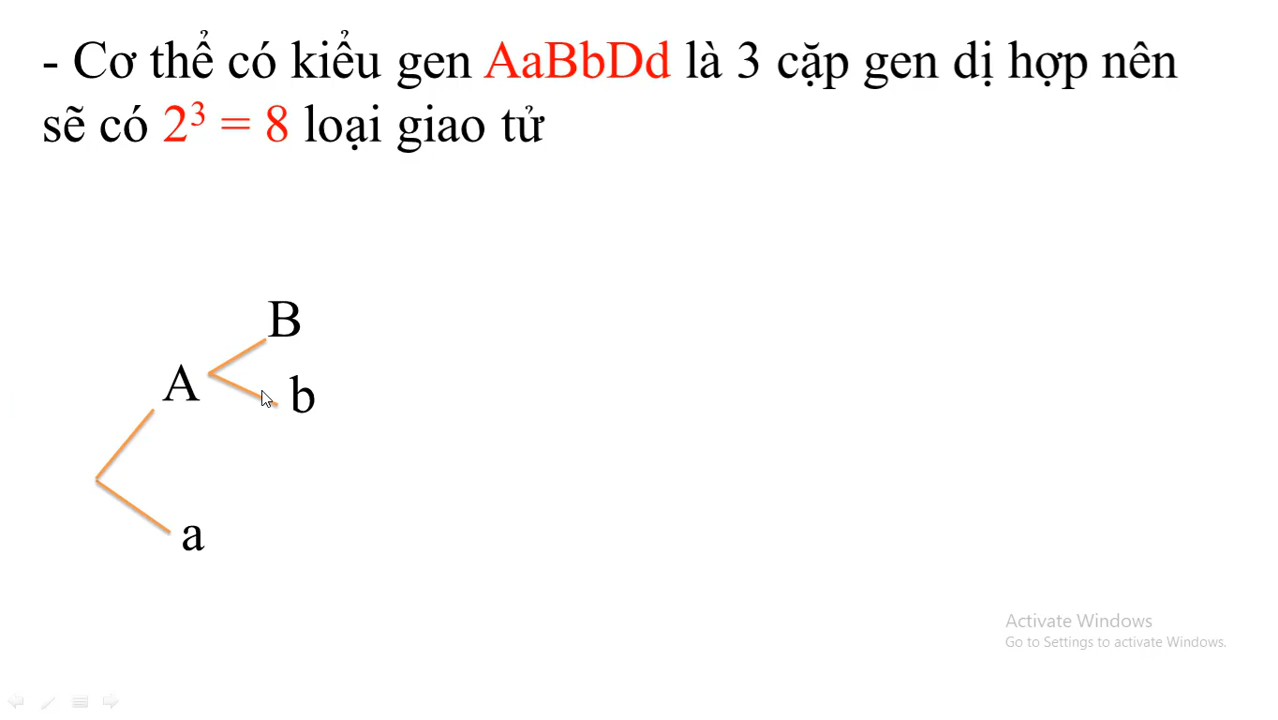 - Cơ thể có kiểu gen AaBbDd là 3 cặp gen dị hợp nên
sẽ có 2³ = 8 loại giao tử
B
A
b
a
Activate Windows
Go to Settings to activate Windows.